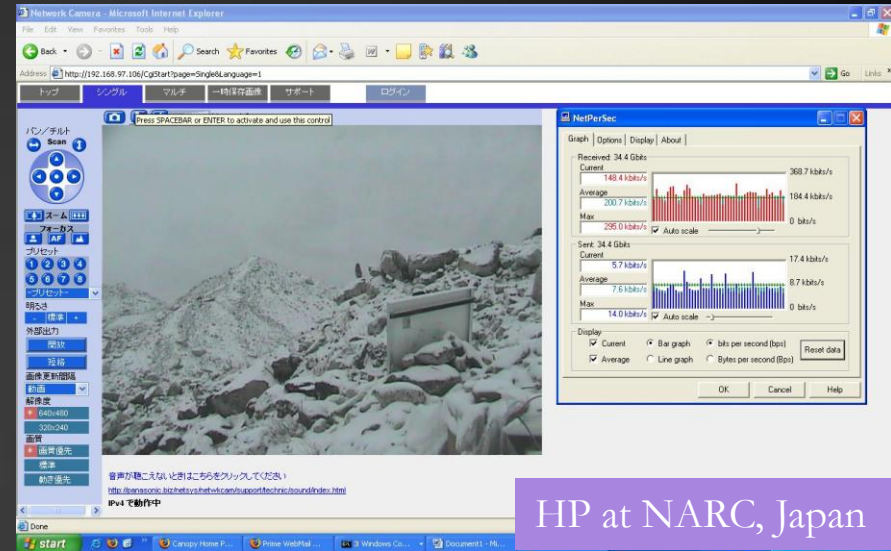 Network Camera - Microsoft Internet Explorer
File Edit View Favorites Tools Help
Back Search Favorites
Address http://192.168.97.106/CgiStart?page=Single&Language=1 Go Links
トップ シングル マルチ 一時保存画像 サポート ログイン
Press SPACEBAR or ENTER to activate and use this control
パン/チルト
Scan
ズーム
フォーカス
AF
プリセット
1 2 3 4
5 6 7 8
-プリセット-
明るさ
- 標準 +
外部出力
開放
短絡
画像更新間隔
動画
解像度
640x480
320x240
画質
画質優先
標準
動き優先
音声が聴こえないときはこちらをクリックしてください
http://panasonic.biz/netsys/netwkcam/support/technic/sound/index.html
IPv4 で動作中
NetPerSec
Graph Options Display About
Received: 34.4 Gbits
Current
148.4 kbits/s
Average
200.7 kbits/s
Max
295.0 kbits/s
Auto scale
368.7 kbits/s
184.4 kbits/s
0 bits/s
Sent: 34.4 Gbits
Current
5.7 kbits/s
Average
7.6 kbits/s
Max
14.0 kbits/s
Auto scale
17.4 kbits/s
8.7 kbits/s
0 bits/s
Display
Current Bar graph bits per second (bps)
Average Line graph Bytes per second (Bps)
Reset data
OK Cancel Help
HP at NARC, Japan
Done
start Canopy Home P... Prime WebMail ... 3 Windows Co... Document1 - Mi...